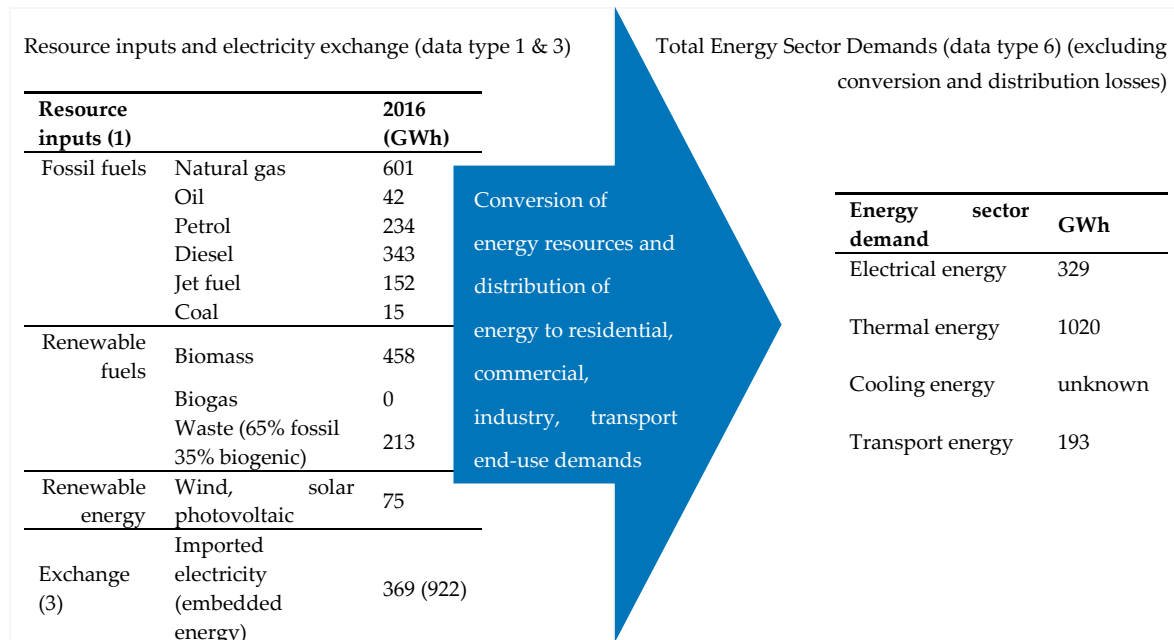 Resource inputs and electricity exchange (data type 1 & 3)
Resource 2016
inputs (1) (GWh)
Fossil fuels Natural gas 601
Oil 42
Petrol 234
Diesel 343
Jet fuel 152
Coal 15
Renewable
fuels
Biomass 458
Biogas 0
Waste (65% fossil
35% biogenic)
213
Renewable
energy
Wind, solar
photovoltaic
75
Exchange
(3)
Imported
electricity
(embedded
energy)
369 (922)
Conversion of
energy resources and
distribution of
energy to residential,
commercial,
industry, transport
end-use demands
Total Energy Sector Demands (data type 6) (excluding
conversion and distribution losses)
Energy sector
demand
GWh
Electrical energy 329
Thermal energy 1020
Cooling energy unknown
Transport energy 193